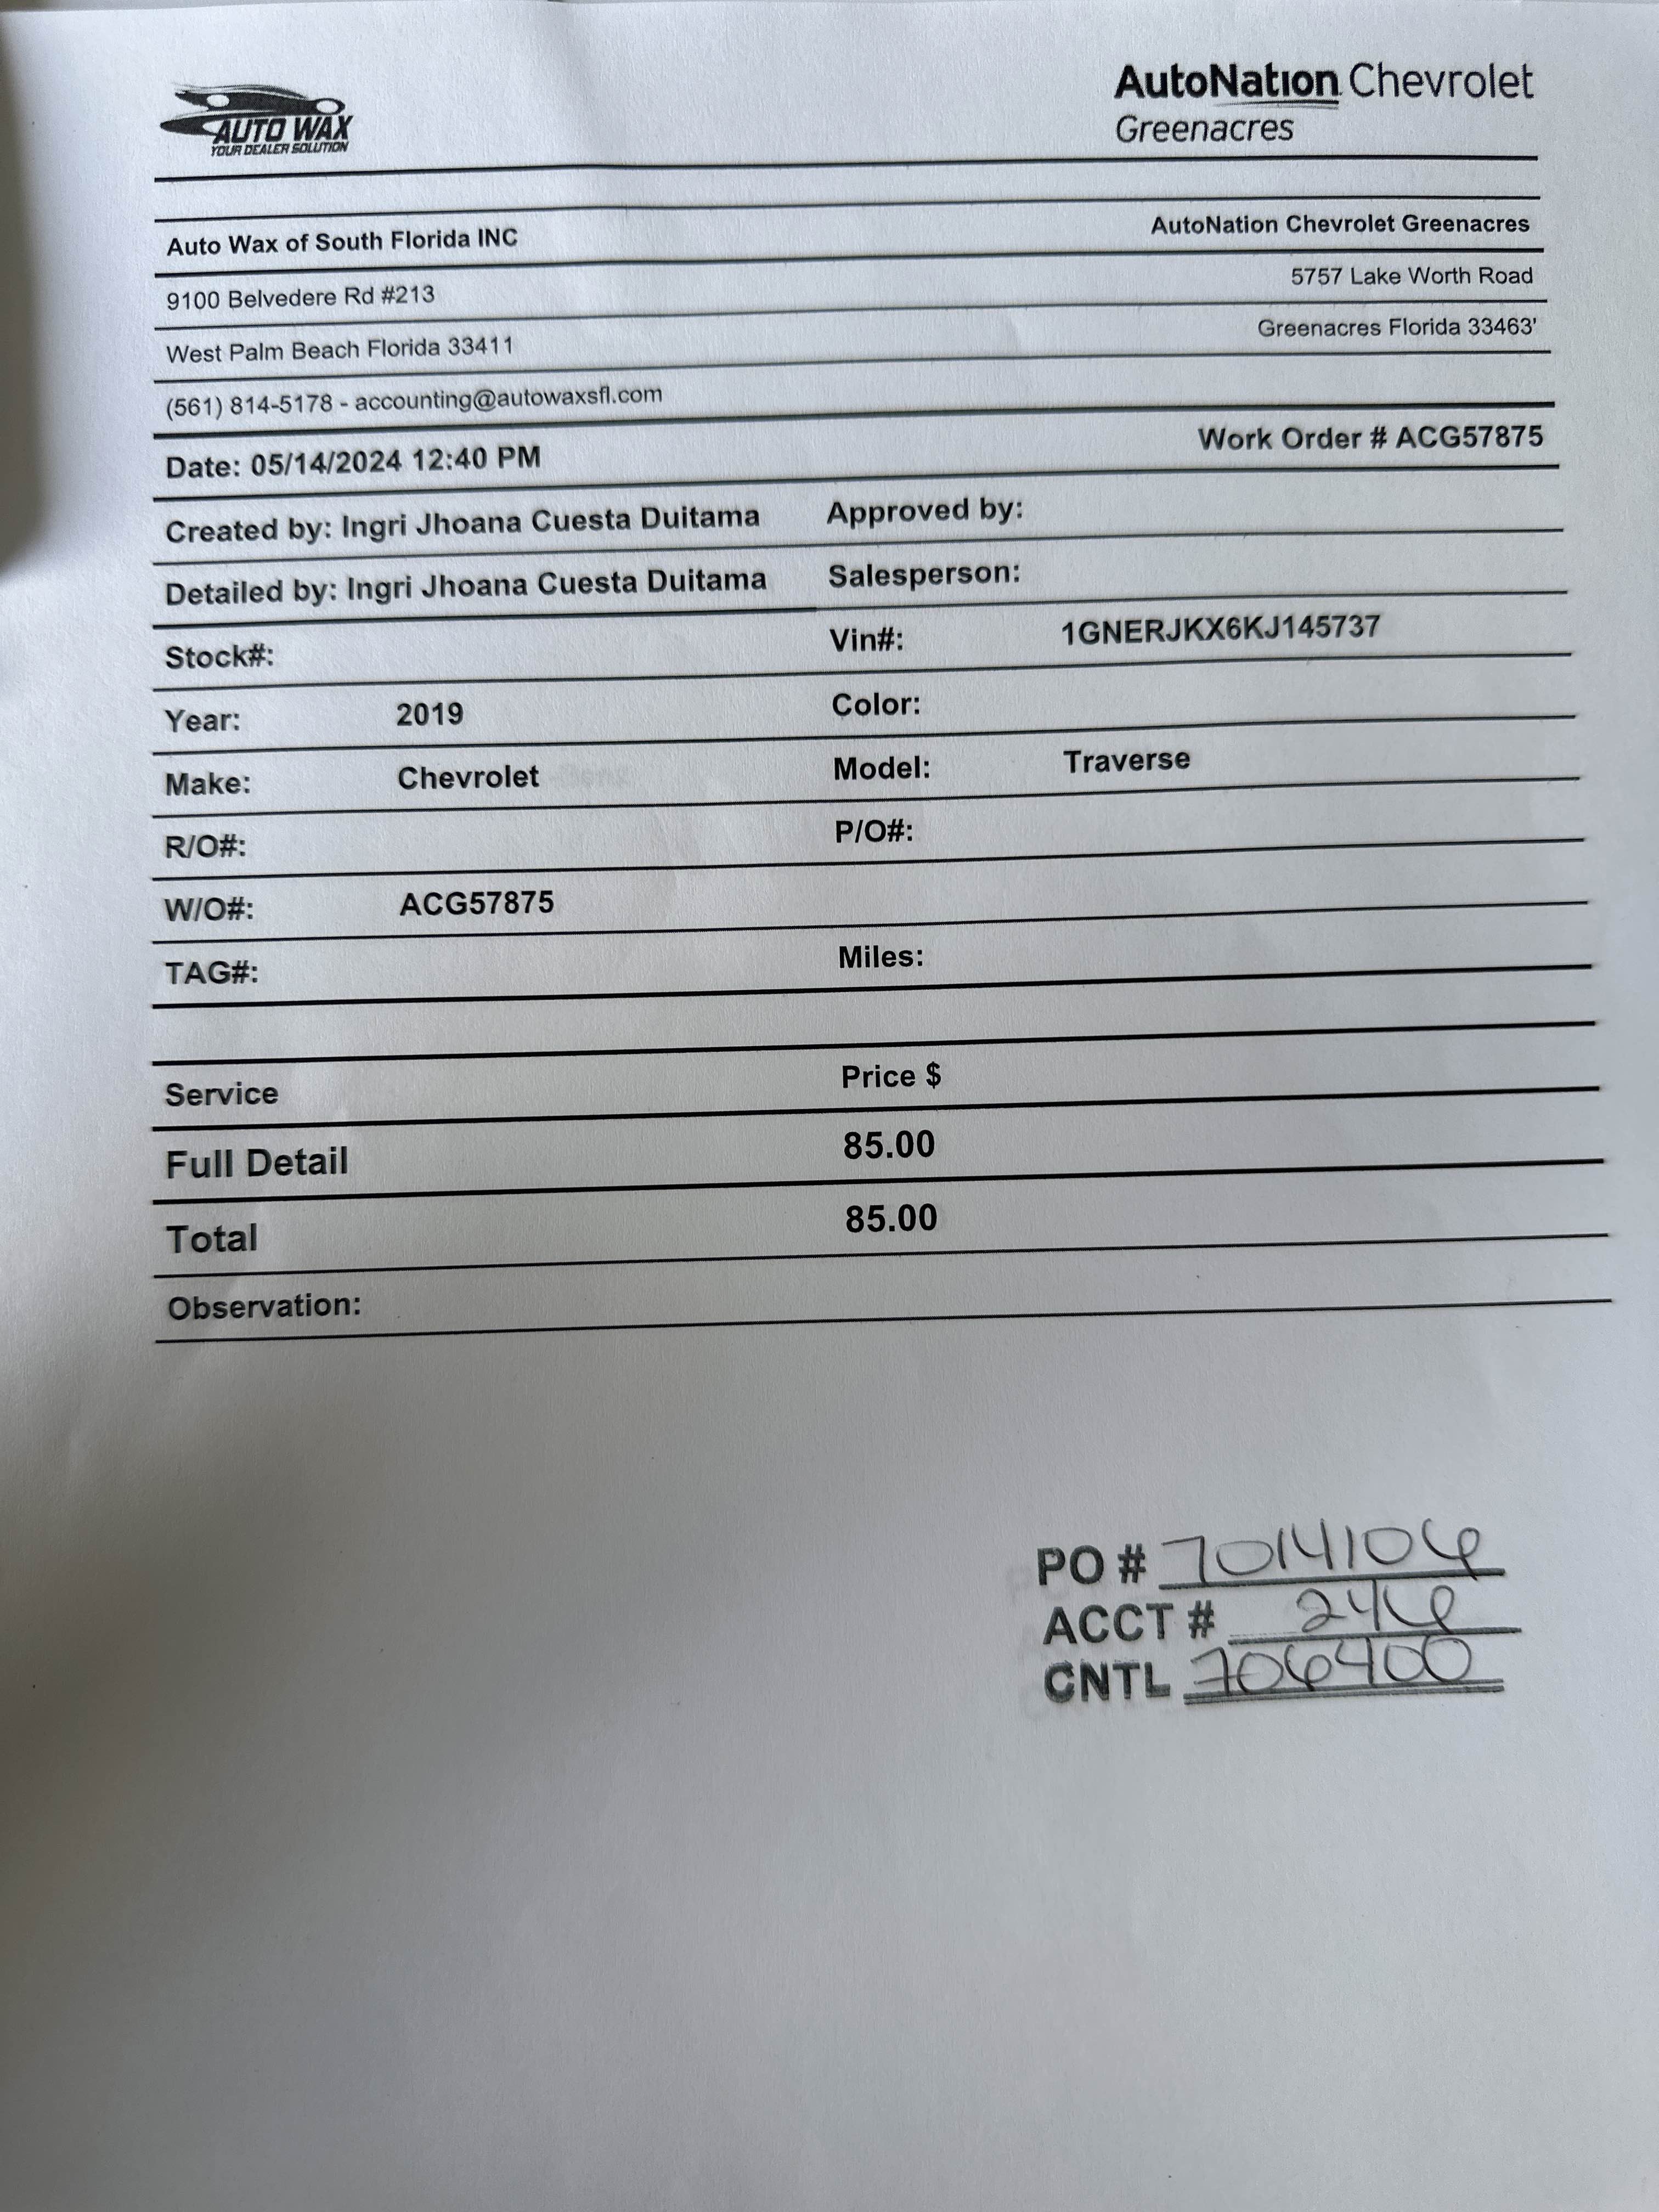 AUTO WAX
YOUR DEALER SOLUTION
AutoNation Chevrolet
Greenacres
Auto Wax of South Florida INC
AutoNation Chevrolet Greenacres
9100 Belvedere Rd #213
5757 Lake Worth Road
West Palm Beach Florida 33411
Greenacres Florida 33463'
(561) 814-5178 - accounting@autowaxsfl.com
Date: 05/14/2024 12:40 PM
Work Order # ACG57875
Created by: Ingri Jhoana Cuesta Duitama Approved by:
Detailed by: Ingri Jhoana Cuesta Duitama Salesperson:
Stock#: Vin#: 1GNERJKX6KJ145737
Year: 2019 Color:
Make: Chevrolet Model: Traverse
R/O#: P/O#:
W/O#: ACG57875
TAG#: Miles:
Service Price $
Full Detail 85.00
Total 85.00
Observation:
PO # 7014106
ACCT # 246
CNTL 706400